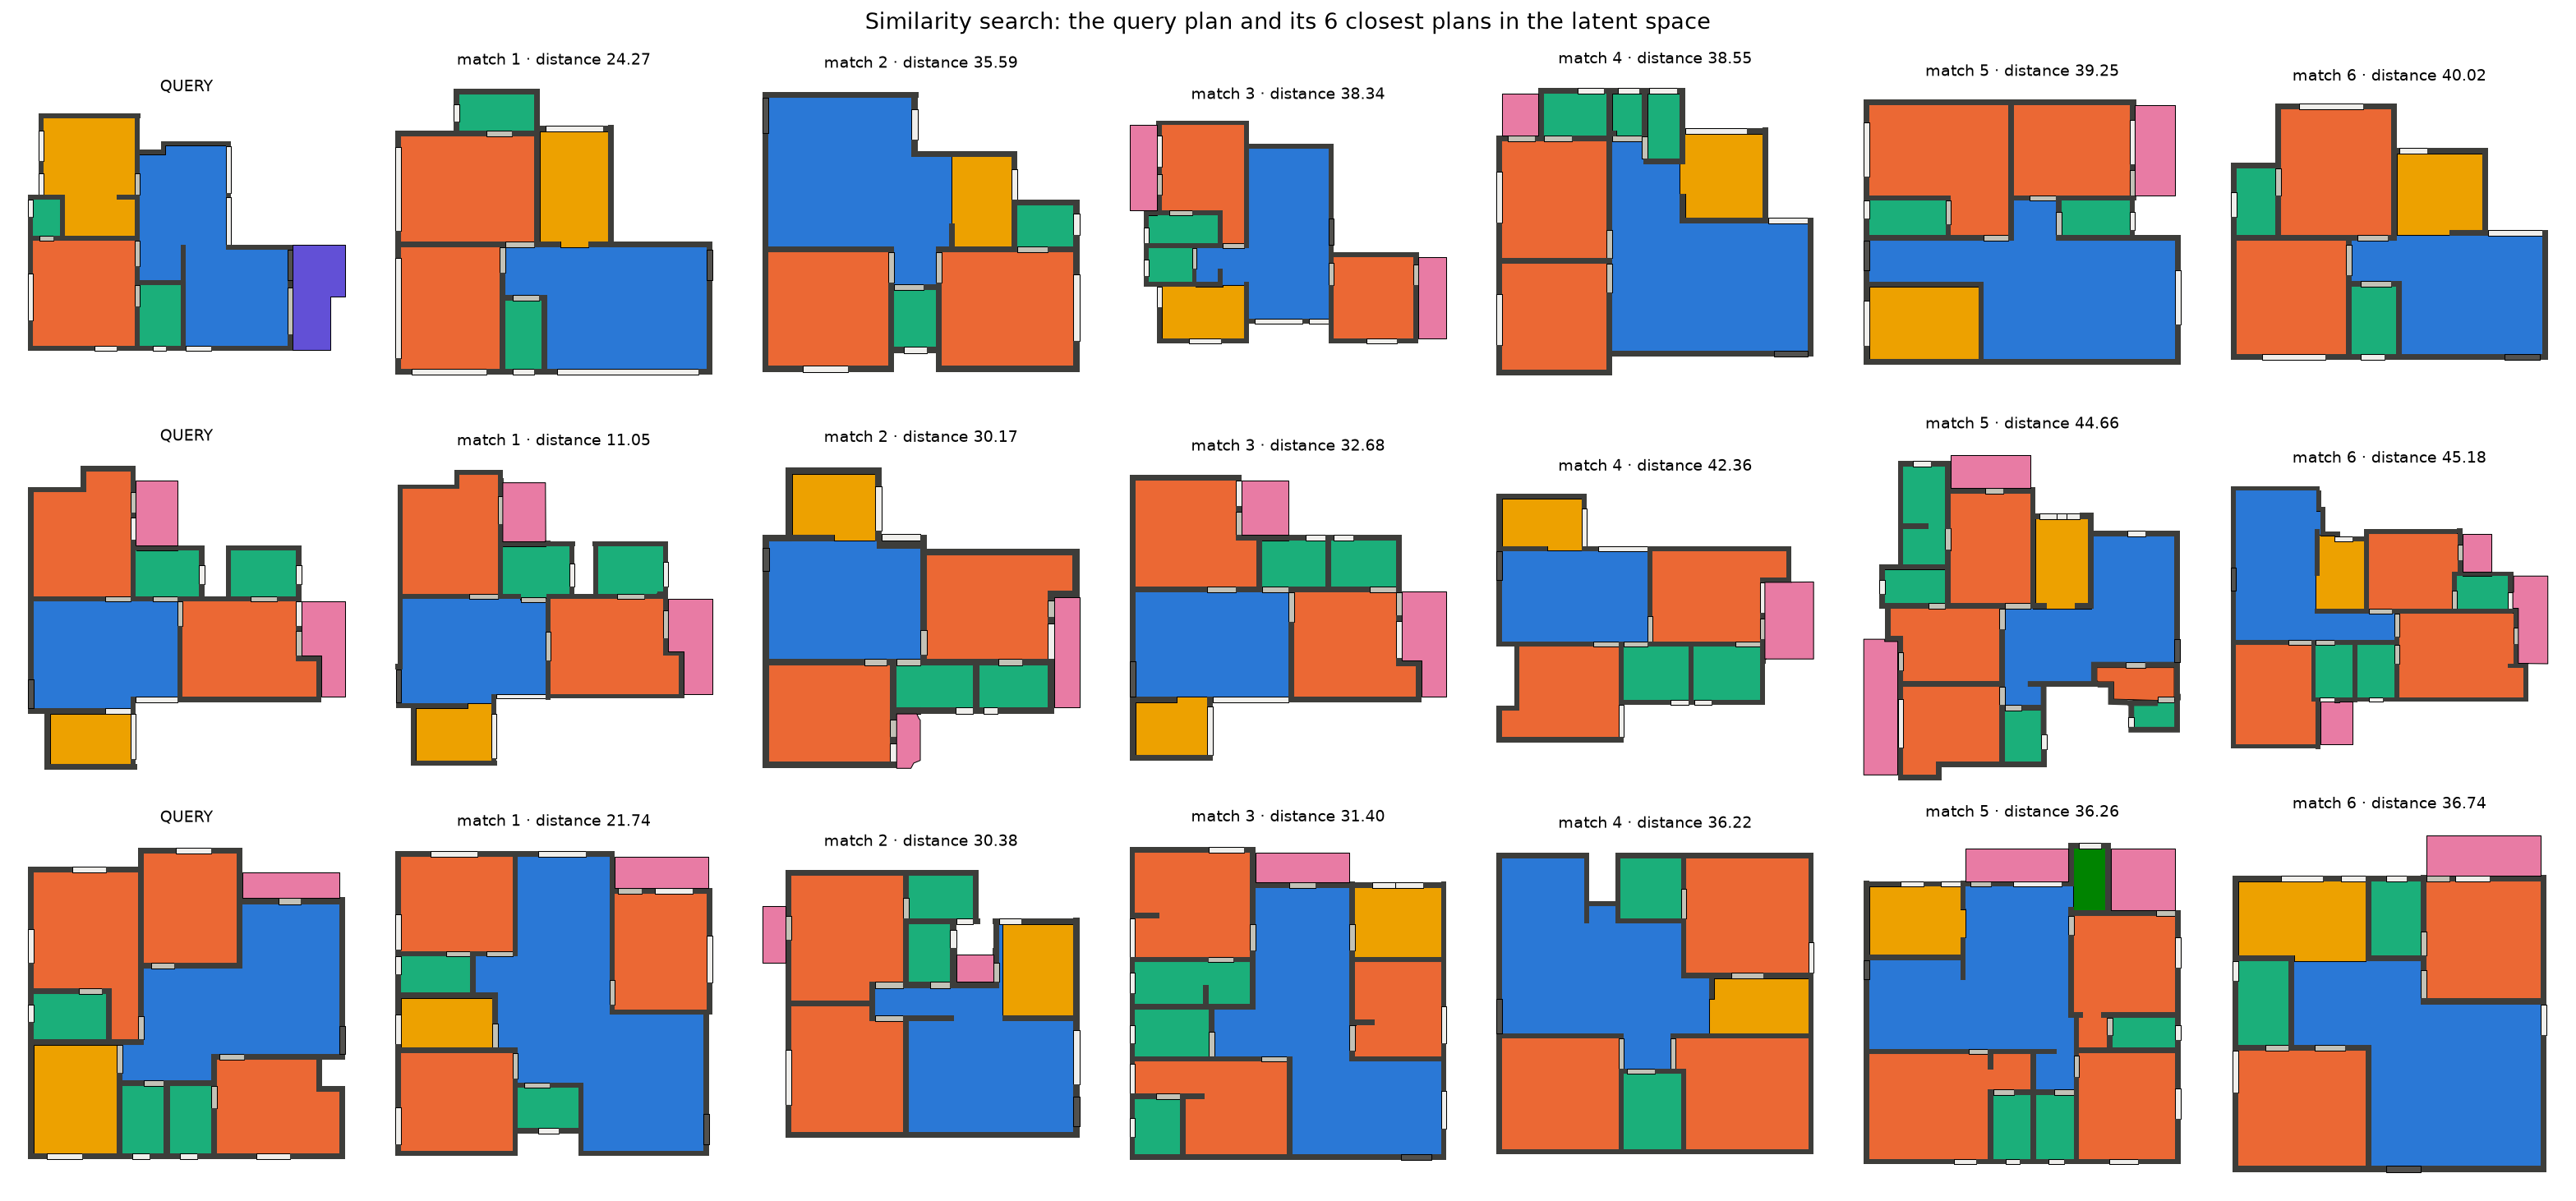 Similarity search: the query plan and its 6 closest plans in the latent space
QUERY
match 1 · distance 24.27
match 2 · distance 35.59
match 3 · distance 38.34
match 4 · distance 38.55
match 5 · distance 39.25
match 6 · distance 40.02
QUERY
match 1 · distance 11.05
match 2 · distance 30.17
match 3 · distance 32.68
match 4 · distance 42.36
match 5 · distance 44.66
match 6 · distance 45.18
QUERY
match 1 · distance 21.74
match 2 · distance 30.38
match 3 · distance 31.40
match 4 · distance 36.22
match 5 · distance 36.26
match 6 · distance 36.74